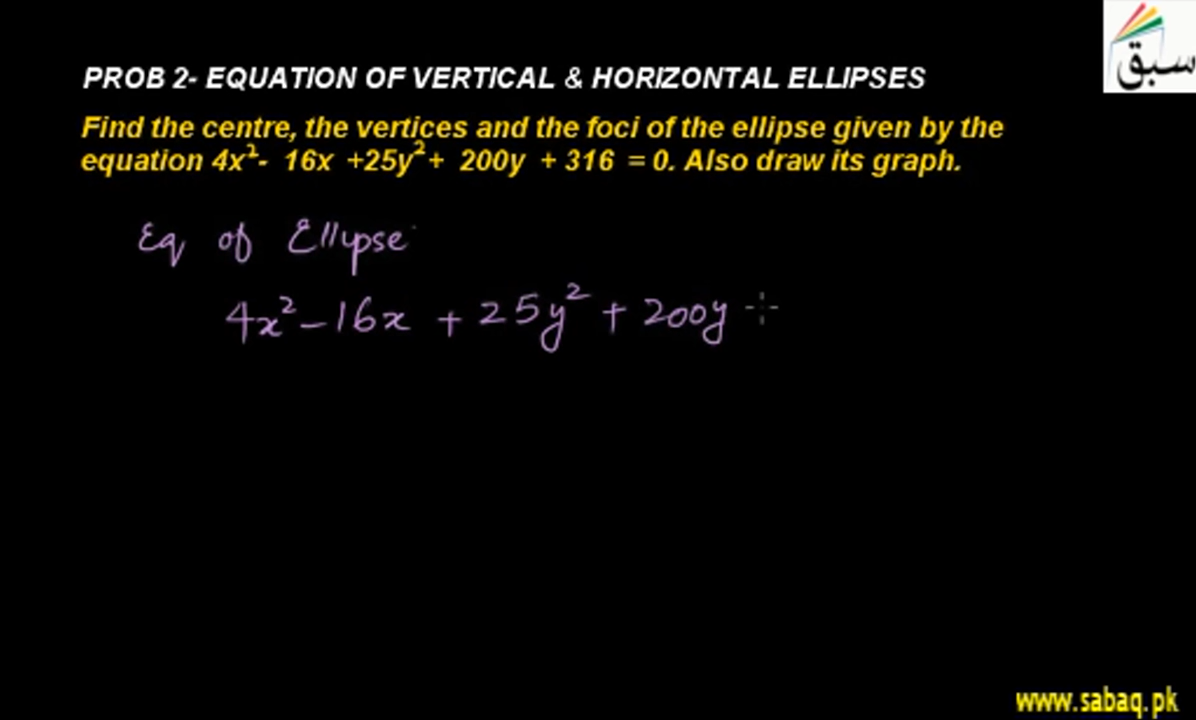 سبق
PROB 2- EQUATION OF VERTICAL & HORIZONTAL ELLIPSES
Find the centre, the vertices and the foci of the ellipse given by the
equation 4x²- 16x +25y²+ 200y + 316 = 0. Also draw its graph.
Eq of Ellipse
4x² - 16x + 25y² + 200y
www.sabaq.pk